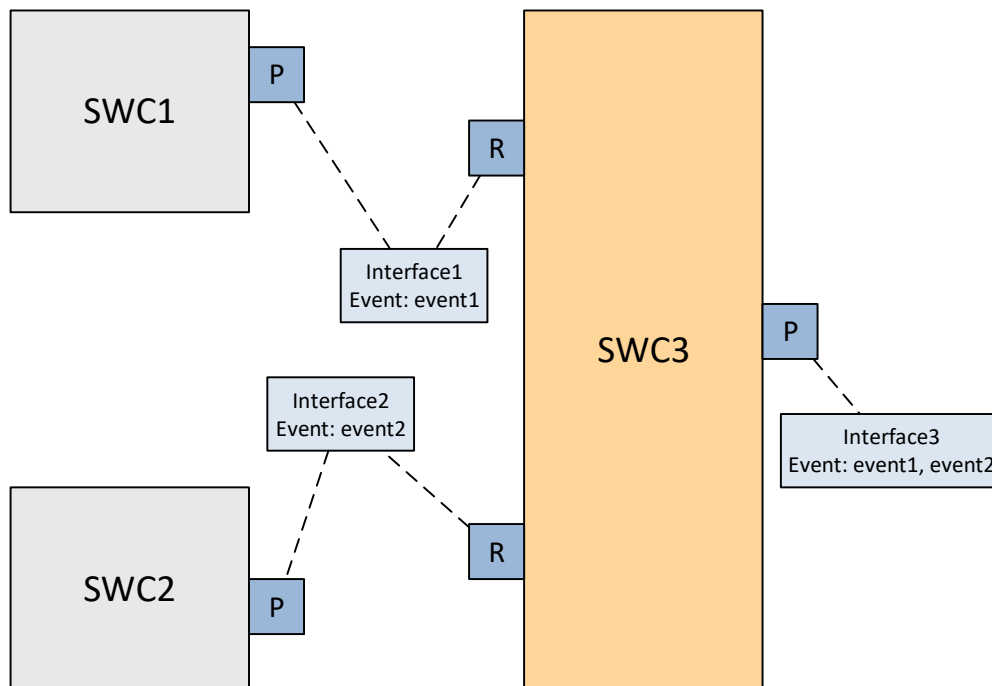 SWC1
P
R
Interface1
Event: event1
SWC3
P
Interface2
Event: event2
Interface3
Event: event1, event2
R
SWC2
P